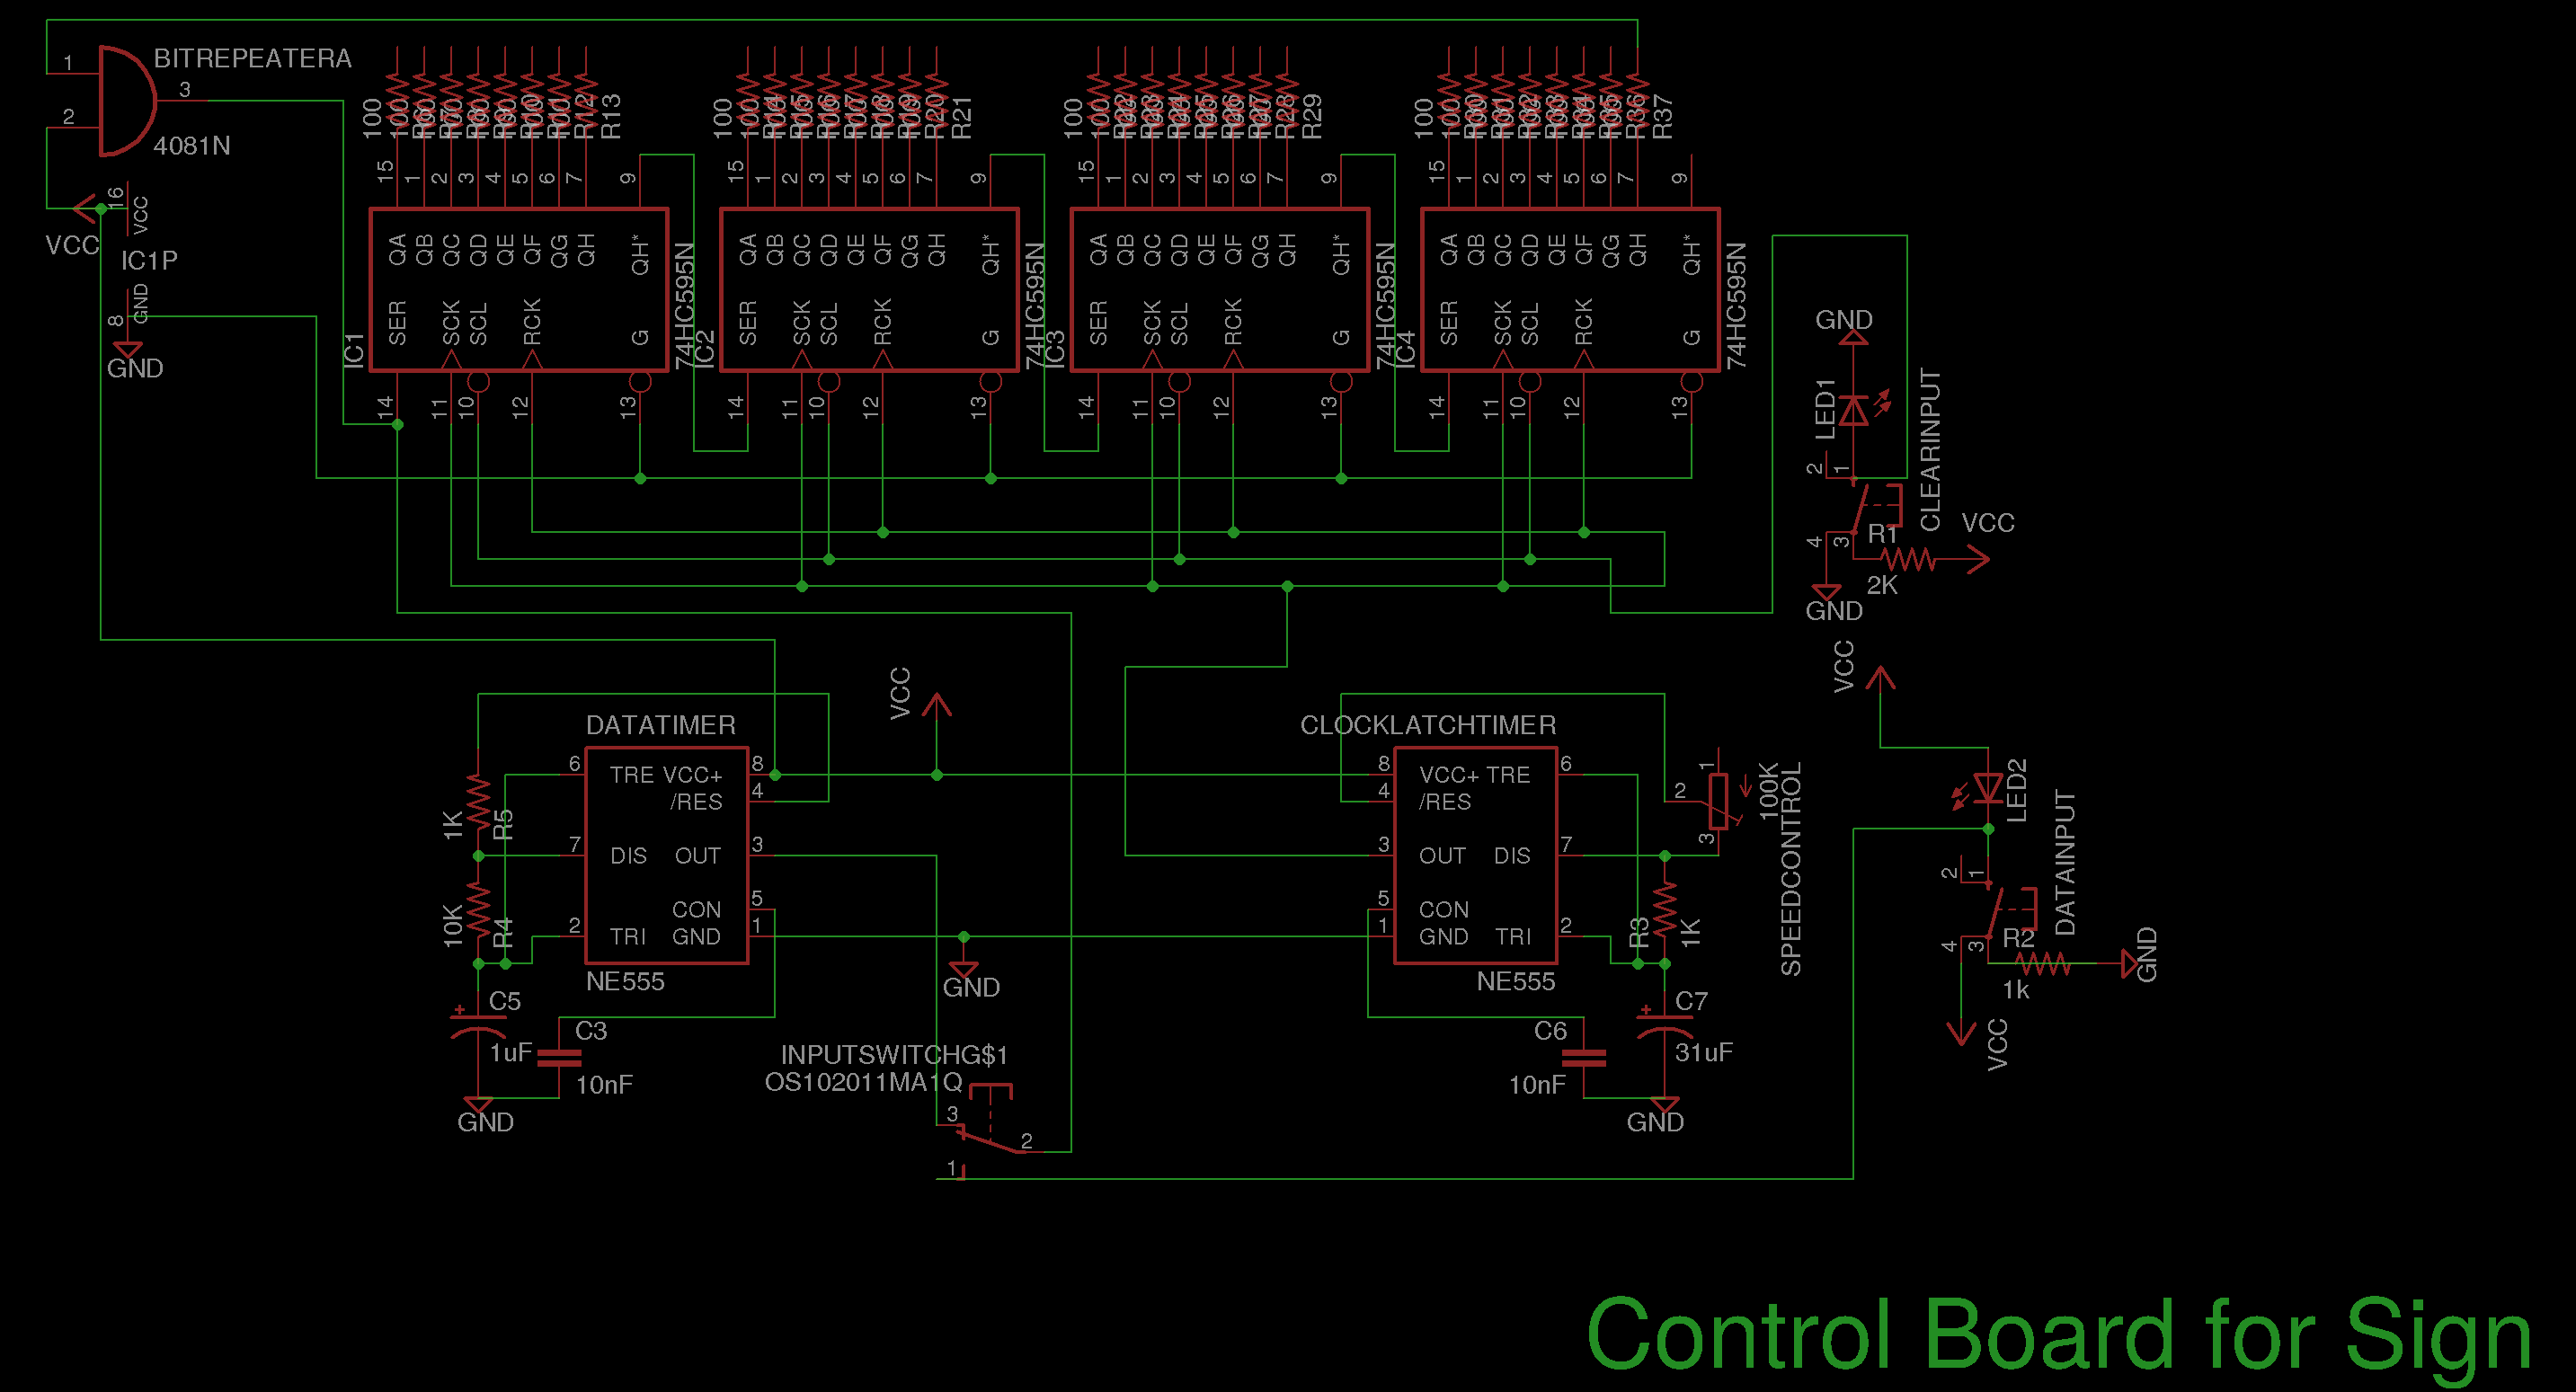 BITREPEATERA
1
2
3
4081N
VCC
16
VCC
IC1P
8
GND
GND
100
R13
100
R20
R21
100
R28
R29
100
R36
R37
15 1 2 3 4 5 6 7 9
15 1 2 3 4 5 6 7 9
15 1 2 3 4 5 6 7 9
15 1 2 3 4 5 6 7 9
QA QB QC QD QE QF QG QH QH*
SER SCK SCL RCK G
IC1
74HC595N
14 11 10 12 13
QA QB QC QD QE QF QG QH QH*
SER SCK SCL RCK G
IC2
74HC595N
14 11 10 12 13
QA QB QC QD QE QF QG QH QH*
SER SCK SCL RCK G
IC3
74HC595N
14 11 10 12 13
QA QB QC QD QE QF QG QH QH*
SER SCK SCL RCK G
IC4
74HC595N
14 11 10 12 13
GND
LED1
CLEARINPUT
2 1
4 3
R1
VCC
2K
GND
VCC
DATATIMER
6 TRE VCC+ 8
/RES 4
7 DIS OUT 3
CON 5
2 TRI GND 1
NE555
1K
R5
10K
R4
C5
1uF
C3
10nF
GND
VCC
GND
INPUTSWITCHG$1
OS102011MA1Q
3
2
1
CLOCKLATCHTIMER
8 VCC+ TRE 6
4 /RES
3 OUT DIS 7
5 CON
1 GND TRI 2
NE555
1
2
3
100K
SPEEDCONTROL
R3
1K
C6
10nF
C7
31uF
GND
LED2
DATAINPUT
2 1
4 3
R2
1k
GND
VCC
Control Board for Sign